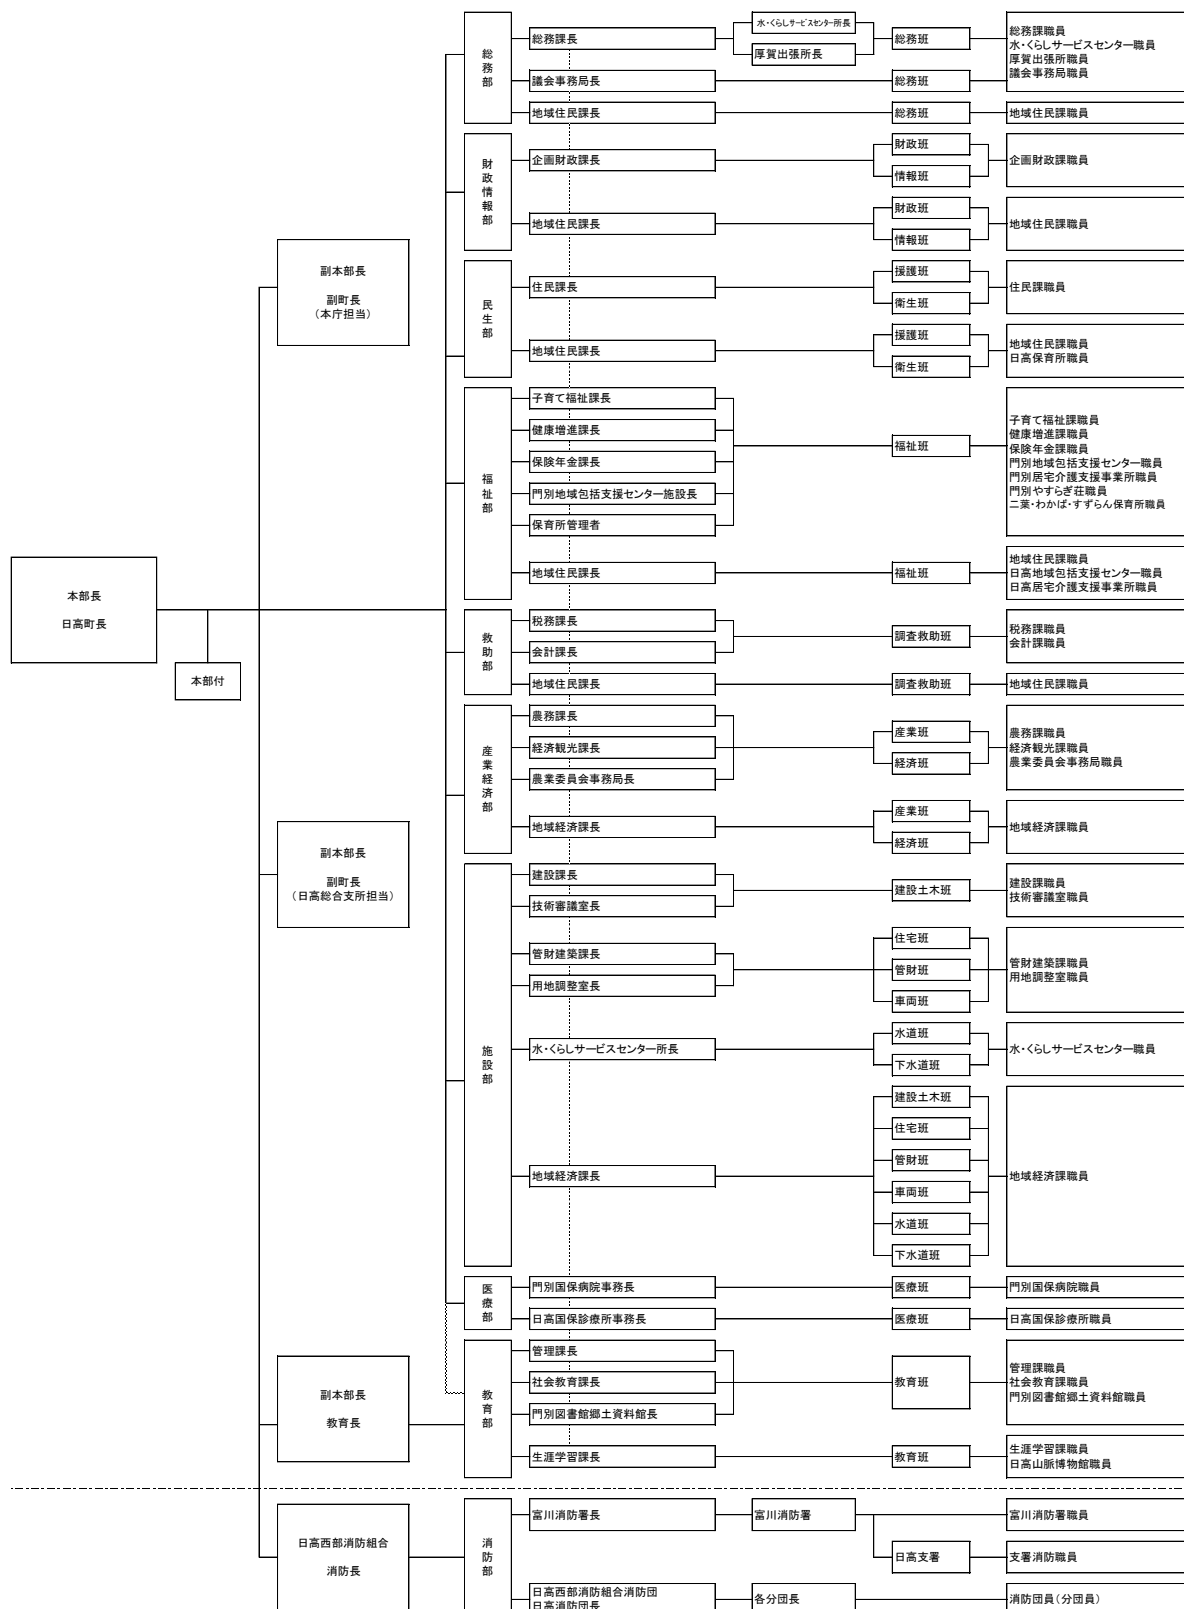 本部長
日高町長
本部付
副本部長
副町長
（本庁担当）
副本部長
副町長
（日高総合支所担当）
副本部長
教育長
日高西部消防組合
消防長
総務部
総務課長
水・くらしサービスセンター所長
厚賀出張所長
総務班
総務課職員
水・くらしサービスセンター職員
厚賀出張所職員
議会事務局職員
議会事務局長
総務班
地域住民課長
総務班
地域住民課職員
財政情報部
企画財政課長
財政班
情報班
企画財政課職員
地域住民課長
財政班
情報班
地域住民課職員
民生部
住民課長
援護班
衛生班
住民課職員
地域住民課長
援護班
衛生班
地域住民課職員
日高保育所職員
福祉部
子育て福祉課長
健康増進課長
保険年金課長
門別地域包括支援センター施設長
保育所管理者
福祉班
子育て福祉課職員
健康増進課職員
保険年金課職員
門別地域包括支援センター職員
門別居宅介護支援事業所職員
門別やすらぎ荘職員
二葉・わかば・すずらん保育所職員
地域住民課長
福祉班
地域住民課職員
日高地域包括支援センター職員
日高居宅介護支援事業所職員
救助部
税務課長
会計課長
調査救助班
税務課職員
会計課職員
地域住民課長
調査救助班
地域住民課職員
産業経済部
農務課長
経済観光課長
農業委員会事務局長
産業班
経済班
農務課職員
経済観光課職員
農業委員会事務局職員
地域経済課長
産業班
経済班
地域経済課職員
施設部
建設課長
技術審議室長
建設土木班
建設課職員
技術審議室職員
管財建築課長
用地調整室長
住宅班
管財班
車両班
管財建築課職員
用地調整室職員
水・くらしサービスセンター所長
水道班
下水道班
水・くらしサービスセンター職員
地域経済課長
建設土木班
住宅班
管財班
車両班
水道班
下水道班
地域経済課職員
医療部
門別国保病院事務長
医療班
門別国保病院職員
日高国保診療所事務長
医療班
日高国保診療所職員
教育部
管理課長
社会教育課長
門別図書館郷土資料館長
教育班
管理課職員
社会教育課職員
門別図書館郷土資料館職員
生涯学習課長
教育班
生涯学習課職員
日高山脈博物館職員
消防部
富川消防署長
富川消防署
富川消防署職員
日高支署
支署消防職員
日高西部消防組合消防団
日高消防団長
各分団長
消防団員（分団員）